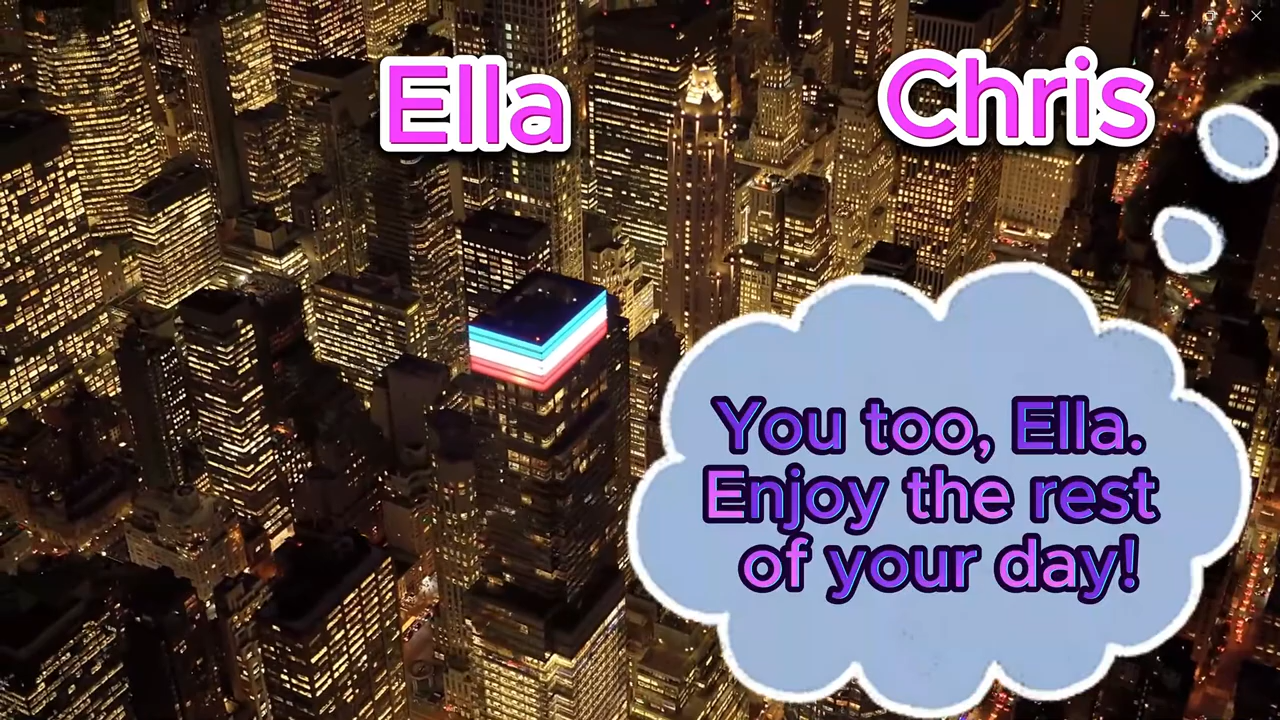 Ella
Chris
You too, Ella.
Enjoy the rest
of your day!